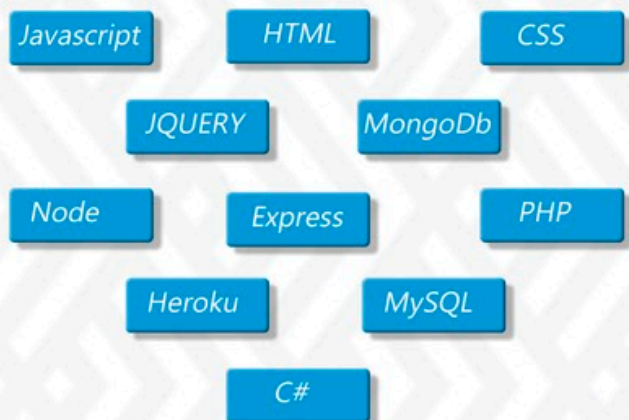 Javascript HTML CSS
JQUERY MongoDb
Node Express PHP
Heroku MySQL
C#